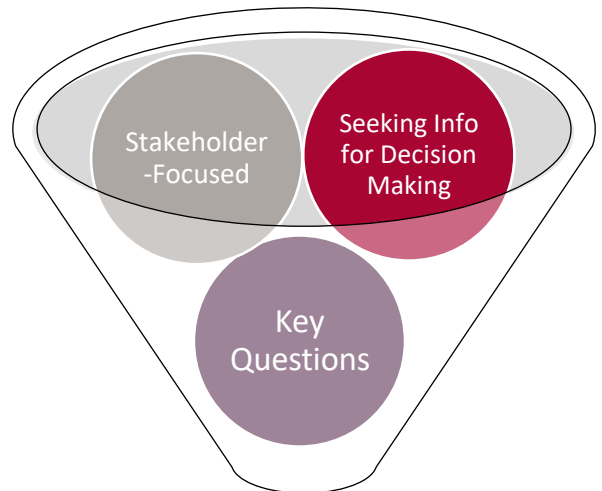 Stakeholder
-Focused
Seeking Info
for Decision
Making
Key
Questions